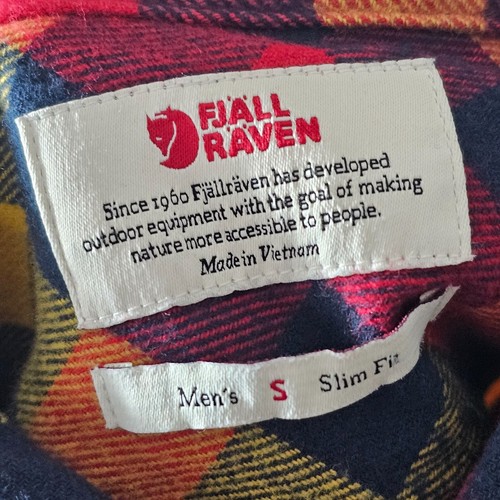 FJÄLL
RÄVEN
Since 1960 Fjällräven has developed
outdoor equipment with the goal of making
nature more accessible to people.
Made in Vietnam
Men's S Slim Fit